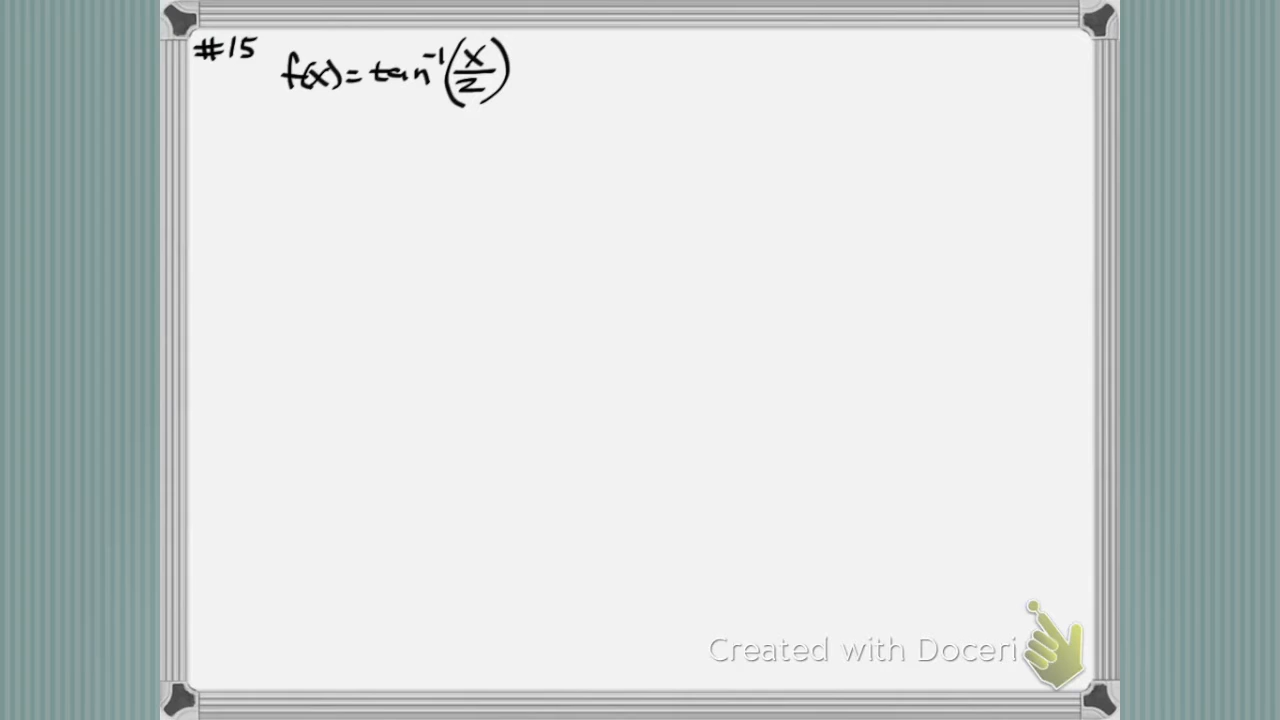 #15 f(x) = tan⁻¹(x/2)
Created with Doceri